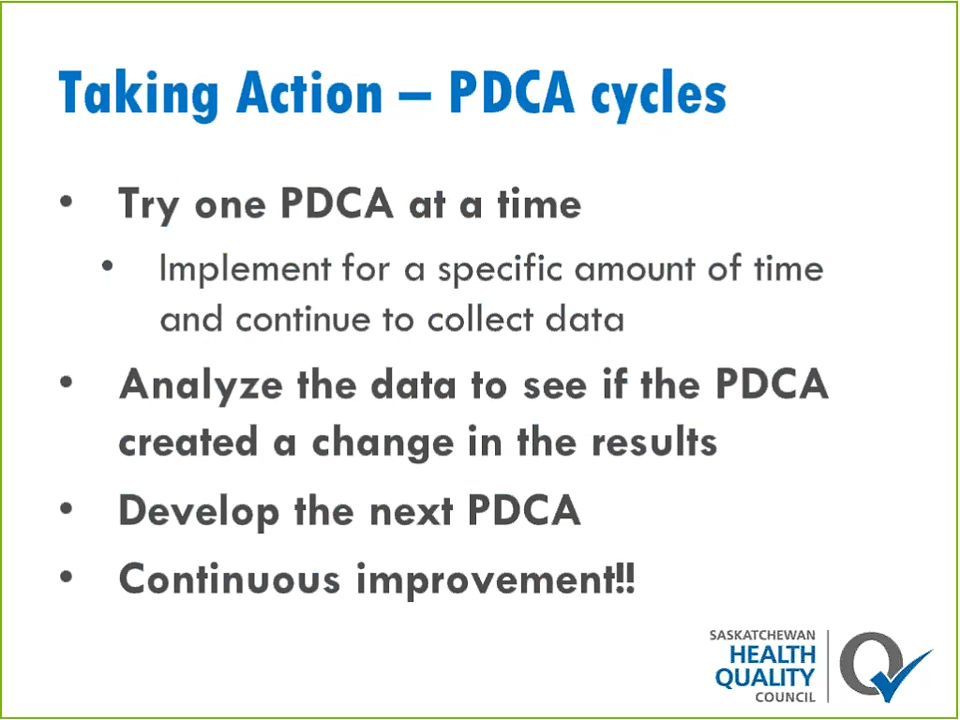 Taking Action – PDCA cycles
• Try one PDCA at a time
• Implement for a specific amount of time
and continue to collect data
• Analyze the data to see if the PDCA
created a change in the results
• Develop the next PDCA
• Continuous improvement!!
SASKATCHEWAN
HEALTH
QUALITY
COUNCIL
Q